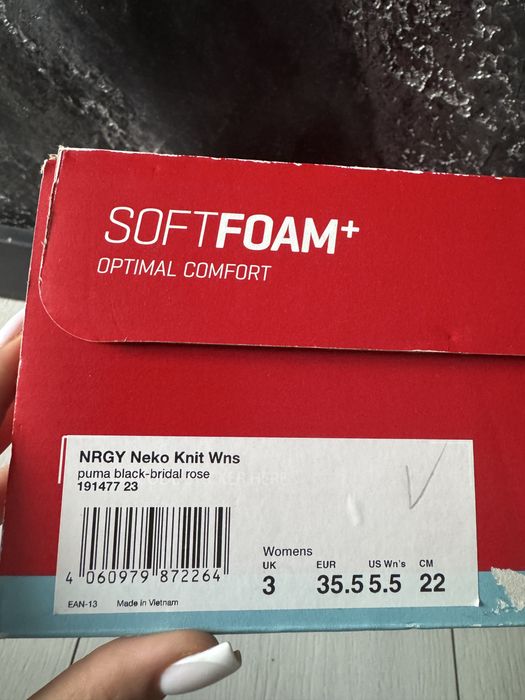 SOFTFOAM+
OPTIMAL COMFORT
NRGY Neko Knit Wns
puma black-bridal rose
191477 23
4 060979 872264
EAN-13 Made in Vietnam
Womens
UK EUR US Wn's CM
3 35.5 5.5 22